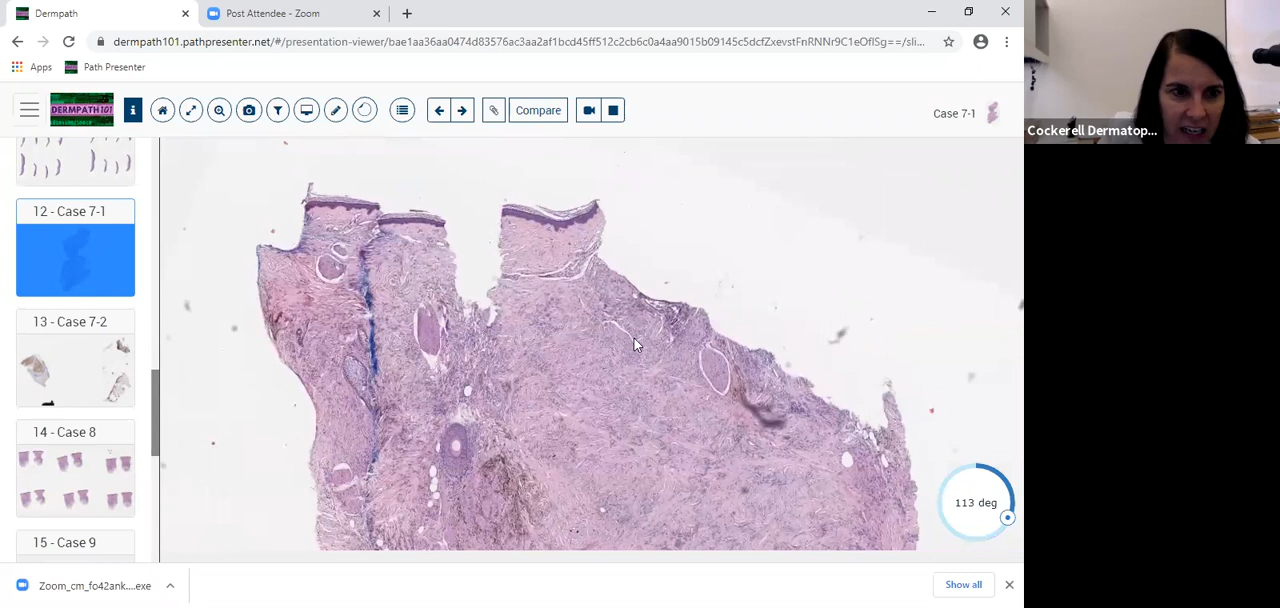 Dermpath
Post Attendee - Zoom
dermpath101.pathpresenter.net/#/presentation-viewer/bae1aa36aa0474d83576ac3aa2af1bcd45ff512c2cb6c0a4aa9015b09145c5dcfZxevstFnRNNr9C1eOflSg==/sli...
Apps
Path Presenter
DERMPATH101
Compare
Case 7-1
Cockerell Dermatop...
12 - Case 7-1
13 - Case 7-2
14 - Case 8
15 - Case 9
113 deg
Zoom_cm_fo42ank....exe
Show all